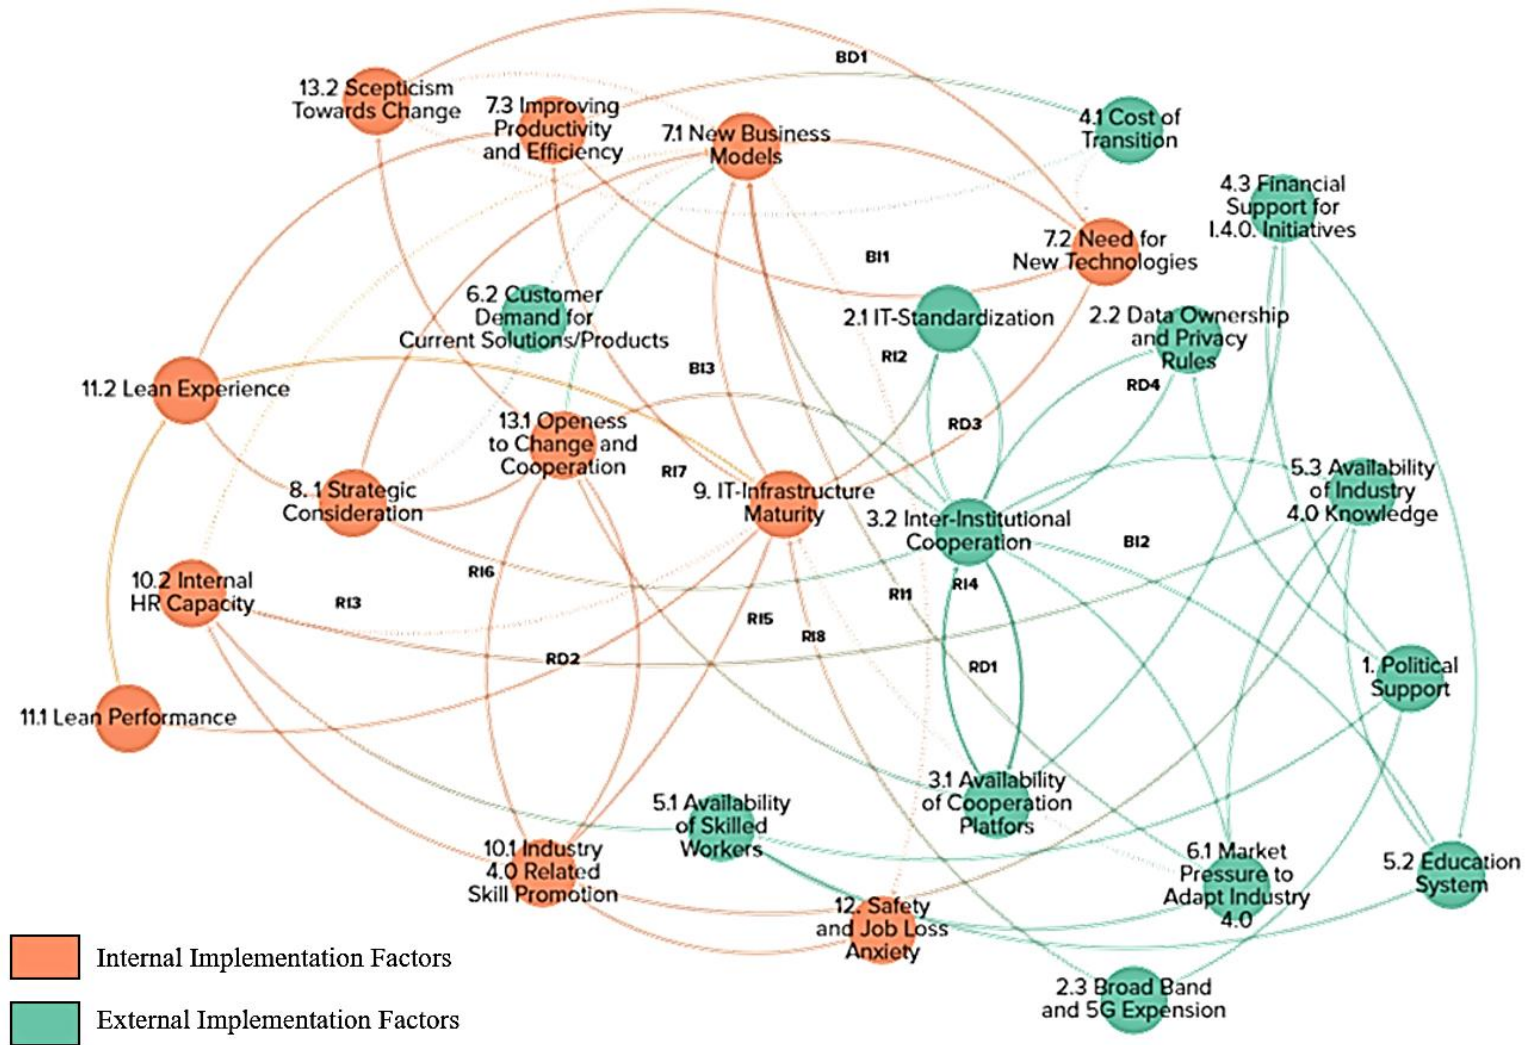 BD1
13.2 Scepticism
Towards Change
7.3 Improving
Productivity
and Efficiency
7.1 New Business
Models
4.1 Cost of
Transition
4.3 Financial
Support for
I.4.0. Initiatives
7.2 Need for
New Technologies
BI1
6.2 Customer
Demand for
Current Solutions/Products
2.1 IT-Standardization
2.2 Data Ownership
and Privacy
Rules
RI2
BI3
RD4
11.2 Lean Experience
13.1 Openess
to Change and
Cooperation
RD3
RI7
8. 1 Strategic
Consideration
9. IT-Infrastructure
Maturity
3.2 Inter-Institutional
Cooperation
5.3 Availability
of Industry
4.0 Knowledge
BI2
10.2 Internal
HR Capacity
RI6
RI3
RI4
RI1
RI5
RI8
RD2
RD1
1. Political
Support
11.1 Lean Performance
5.1 Availability
of Skilled
Workers
3.1 Availability
of Cooperation
Platfors
10.1 Industry
4.0 Related
Skill Promotion
6.1 Market
Pressure to
Adapt Industry
4.0
5.2 Education
System
12. Safety
and Job Loss
Anxiety
2.3 Broad Band
and 5G Expension
Internal Implementation Factors
External Implementation Factors